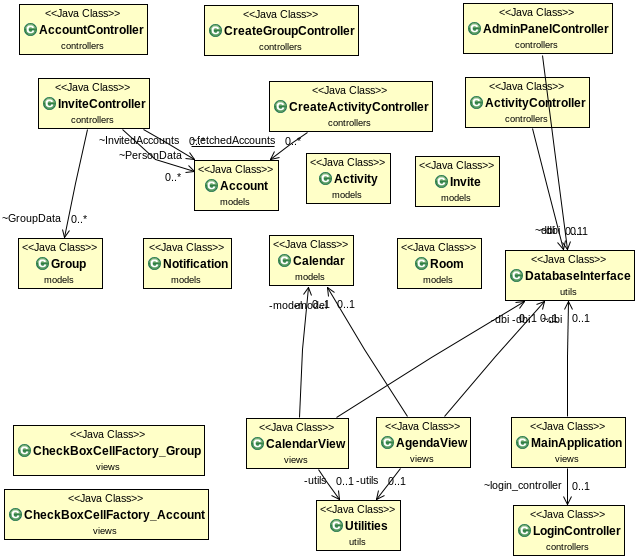 <<Java Class>>
AccountController
controllers
<<Java Class>>
CreateGroupController
controllers
<<Java Class>>
AdminPanelController
controllers
<<Java Class>>
InviteController
controllers
<<Java Class>>
CreateActivityController
controllers
<<Java Class>>
ActivityController
controllers
~InvitedAccounts 0..*
~fetchedAccounts 0..*
~PersonData
0..*
<<Java Class>>
Account
models
<<Java Class>>
Activity
models
<<Java Class>>
Invite
models
~GroupData 0..*
~dbi 0..1
<<Java Class>>
Group
models
<<Java Class>>
Notification
models
<<Java Class>>
Calendar
models
<<Java Class>>
Room
models
<<Java Class>>
DatabaseInterface
utils
-model 0..1
-model 0..1
-dbi 0..1
-dbi 0..1
~dbi 0..1
<<Java Class>>
CheckBoxCellFactory_Group
views
<<Java Class>>
CalendarView
views
<<Java Class>>
AgendaView
views
<<Java Class>>
MainApplication
views
-utils 0..1
-utils 0..1
~login_controller 0..1
<<Java Class>>
CheckBoxCellFactory_Account
views
<<Java Class>>
Utilities
utils
<<Java Class>>
LoginController
controllers